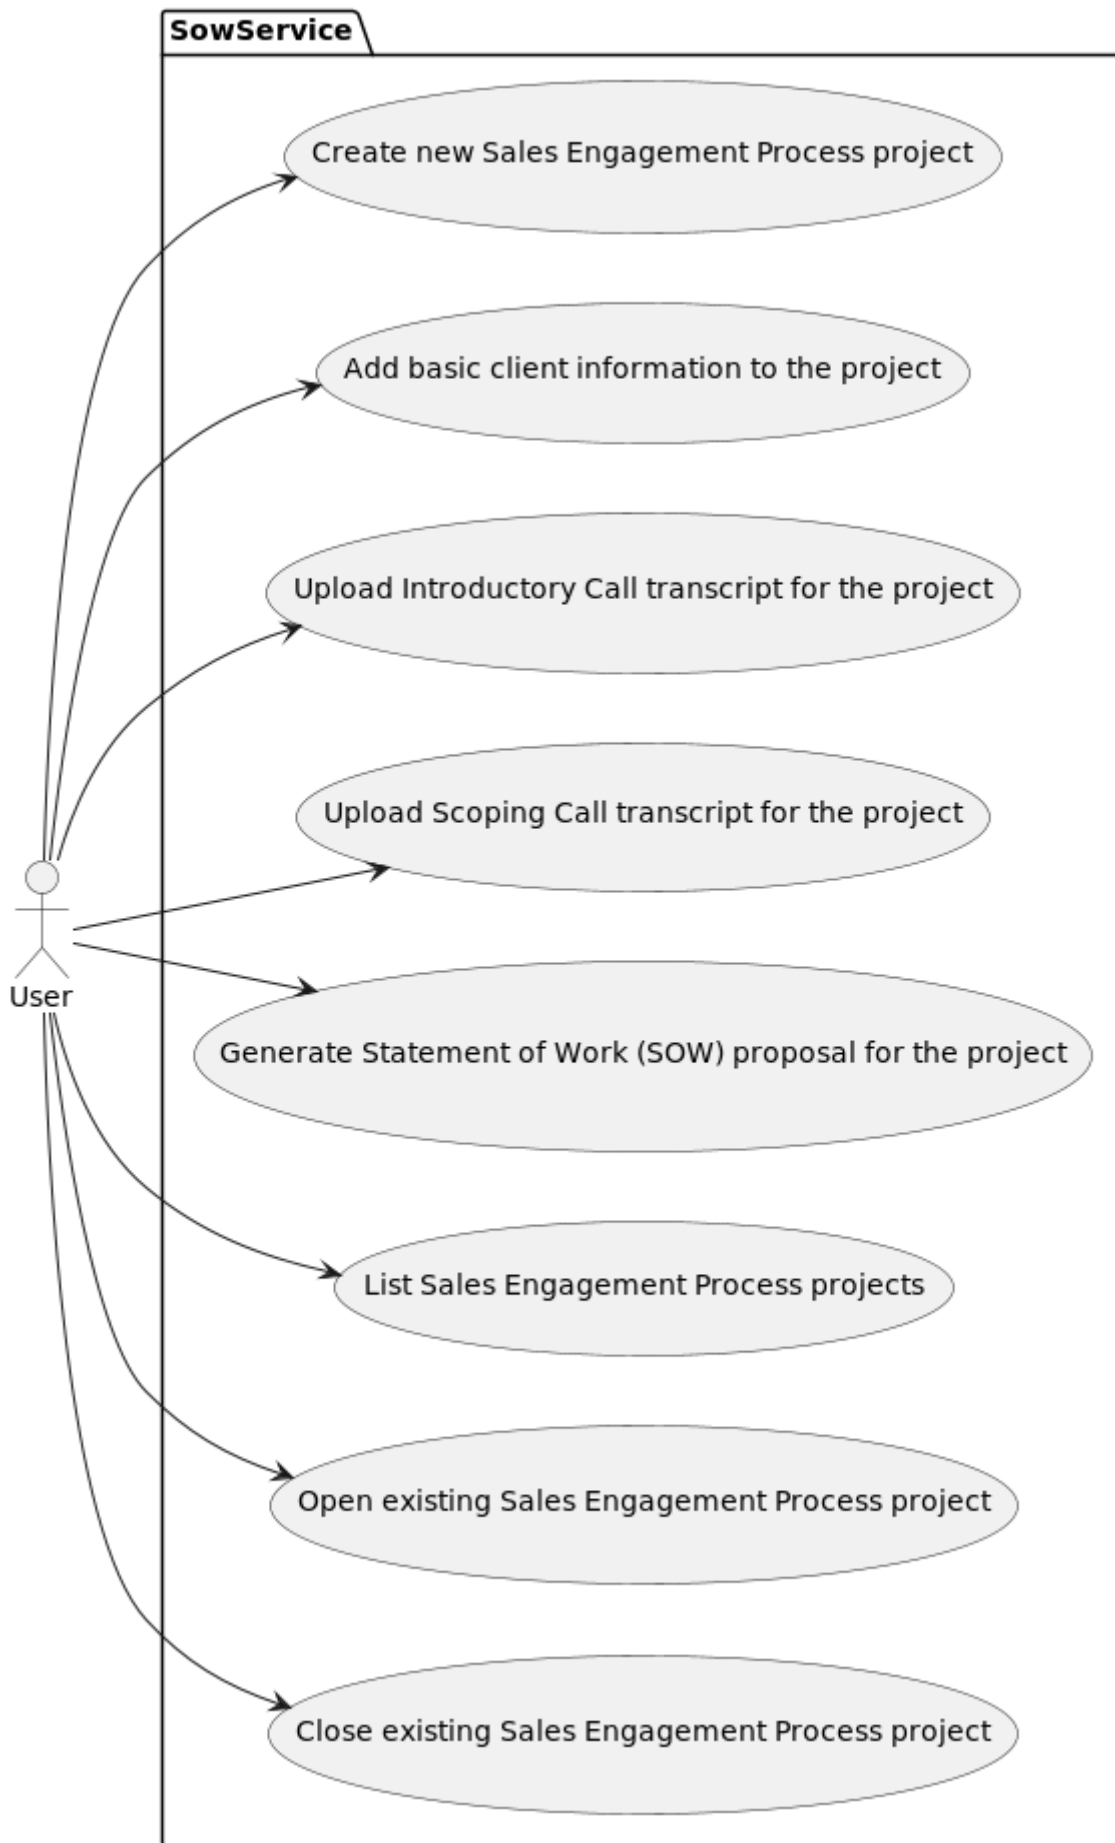 SowService
Create new Sales Engagement Process project
Add basic client information to the project
Upload Introductory Call transcript for the project
Upload Scoping Call transcript for the project
User
Generate Statement of Work (SOW) proposal for the project
List Sales Engagement Process projects
Open existing Sales Engagement Process project
Close existing Sales Engagement Process project